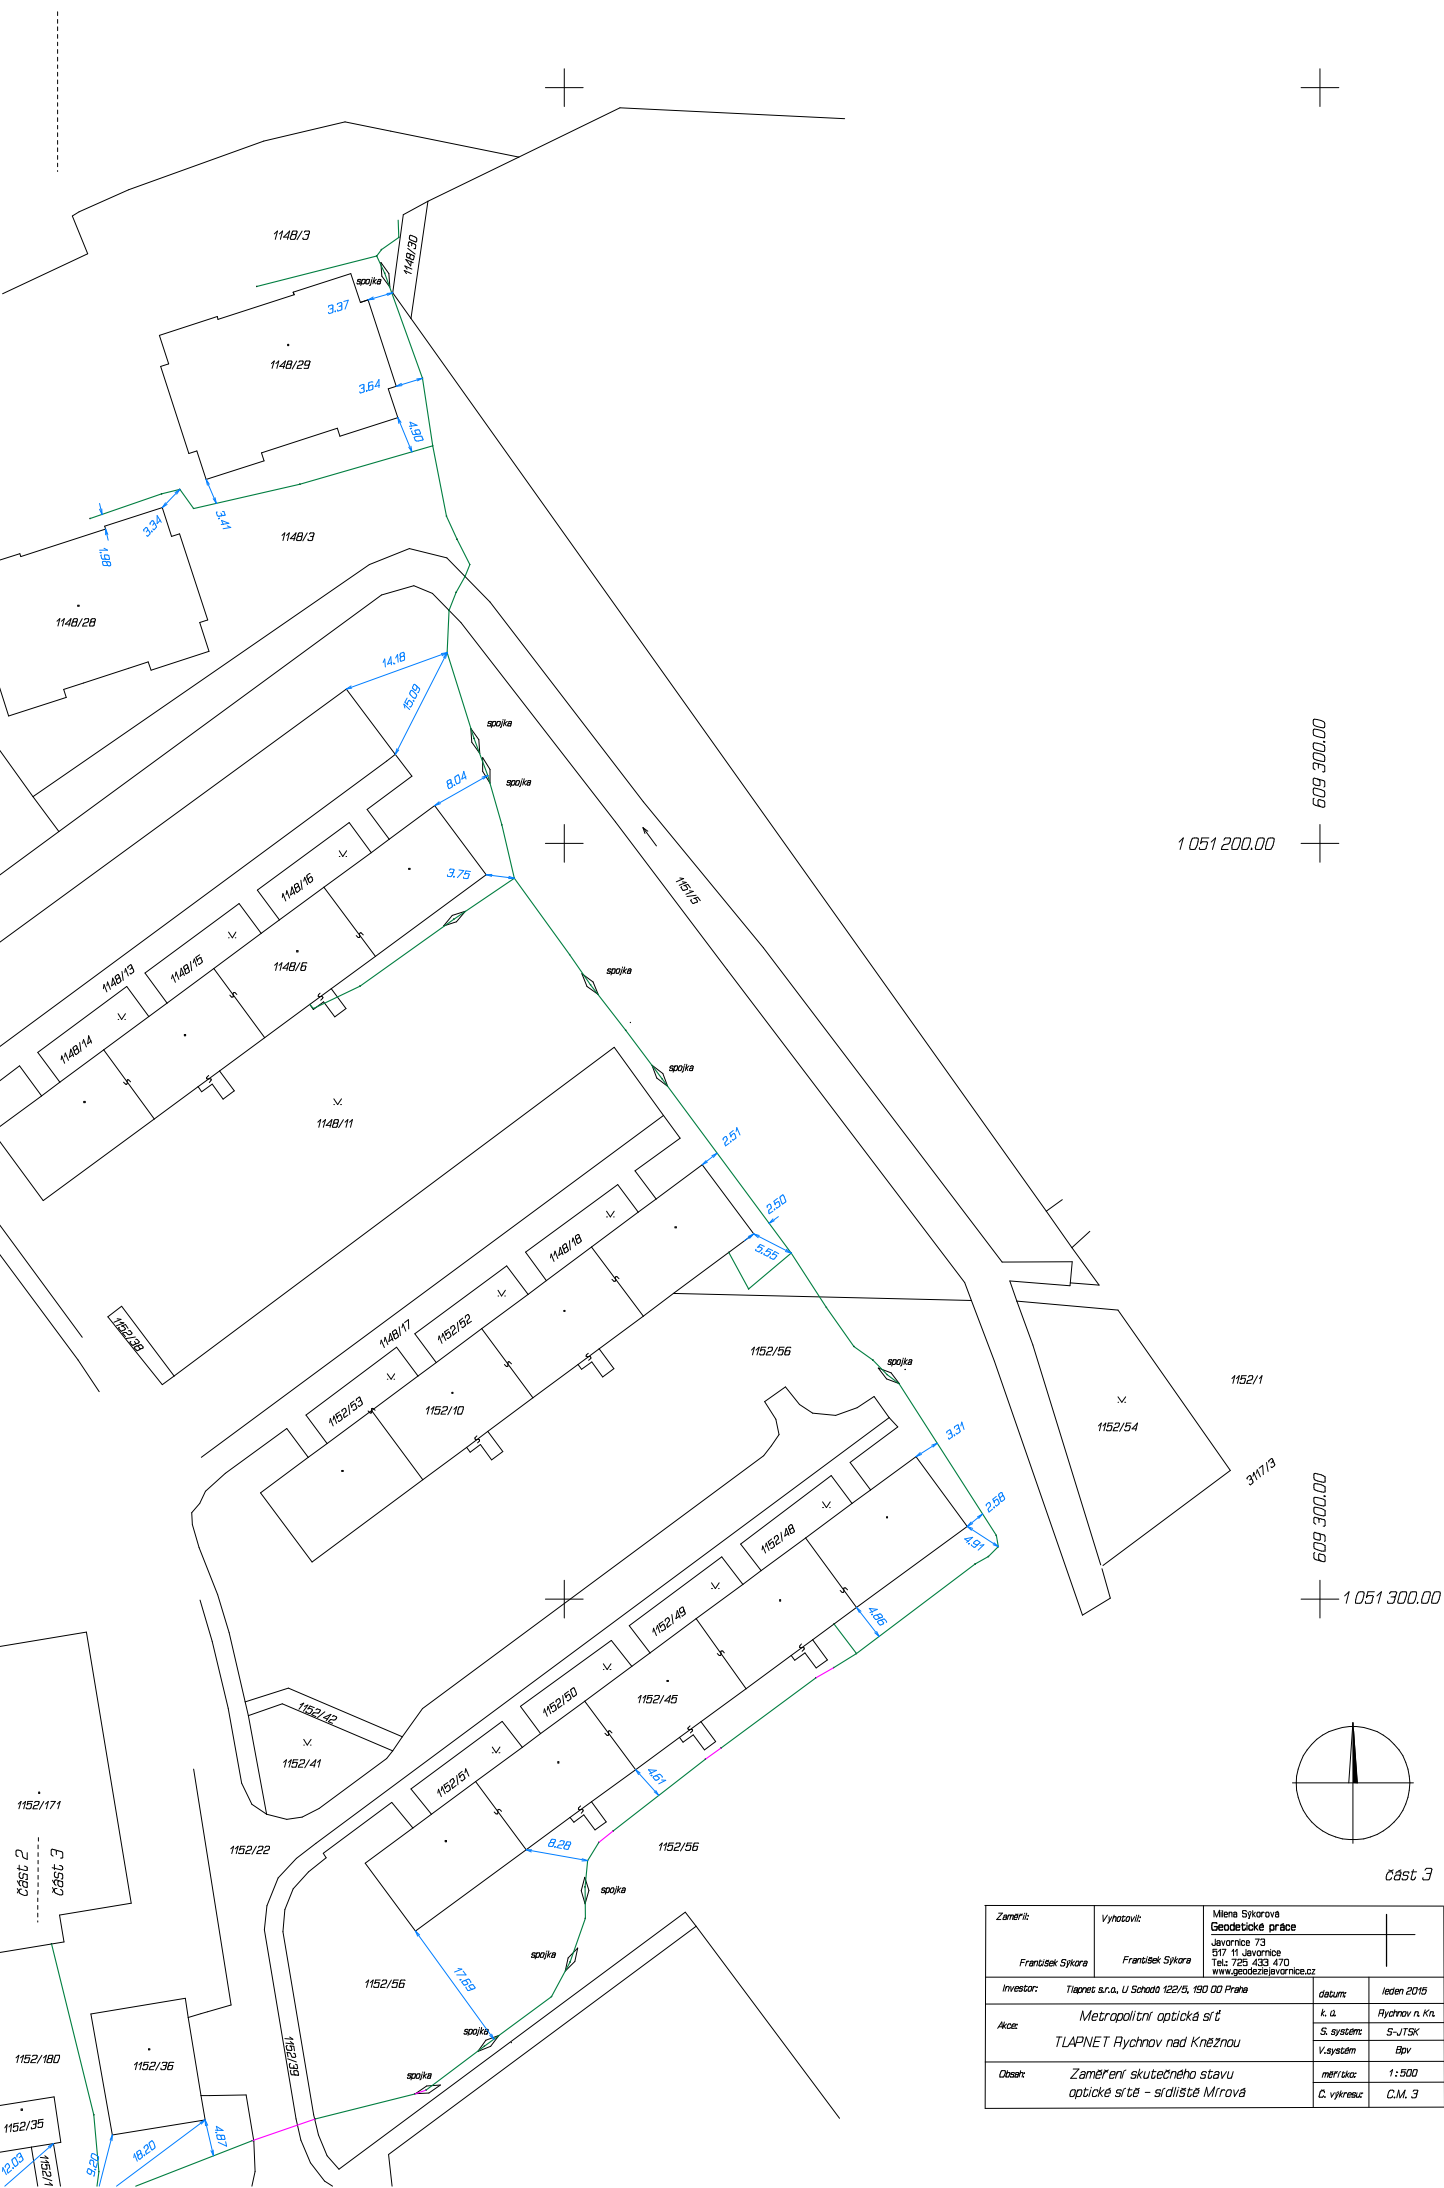 1148/3
1148/30
spojka
3.37
1148/29
3.64
4.90
3.41
3.34
1.98
1148/3
1148/28
14.18
15.09
spojka
spojka
8.04
609 300.00
1 051 200.00
3.75
1151/5
1148/16
1148/15
1148/13
1148/6
spojka
1148/14
spojka
1148/11
2.51
2.50
5.55
1148/18
1148/17
1152/52
1152/38
1152/56
spojka
1152/1
1152/53
1152/10
1152/54
3.31
3117/3
609 300.00
2.58
4.91
1152/48
1 051 300.00
1152/49
4.86
1152/50
1152/45
1152/42
1152/41
1152/51
4.61
1152/171
1152/22
8.28
1152/56
část 2
část 3
spojka
část 3
spojka
1152/56
17.69
spojka
1152/39
1152/180
1152/36
spojka
1152/35
4.87
18.20
9.20
12.03
1152/1
Zaměřil:
František Sýkora
Vyhotovil:
František Sýkora
Milena Sýkorová
Geodetické práce
Javornice 73
517 11 Javornice
Tel.: 725 433 470
www.geodeziejavornice.cz
Investor:
Tlapnet s.r.o., U Schodů 122/5, 190 00 Praha
datum:
leden 2015
Akce:
Metropolitní optická síť
TLAPNET Rychnov nad Kněžnou
k. ú.
Rychnov n. Kn.
S. systém:
S-JTSK
V.systém
Bpv
Obsah:
Zaměření skutečného stavu
optické sítě - sídliště Mírová
měřítko:
1 : 500
Č. výkresu:
C.M. 3